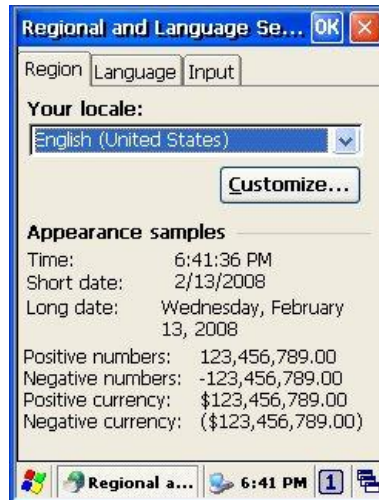 Regional and Language Se... OK
Region Language Input
Your locale:
English (United States)
Customize...
Appearance samples
Time: 6:41:36 PM
Short date: 2/13/2008
Long date: Wednesday, February
13, 2008
Positive numbers: 123,456,789.00
Negative numbers: -123,456,789.00
Positive currency: $123,456,789.00
Negative currency: ($123,456,789.00)
Regional a... 6:41 PM 1